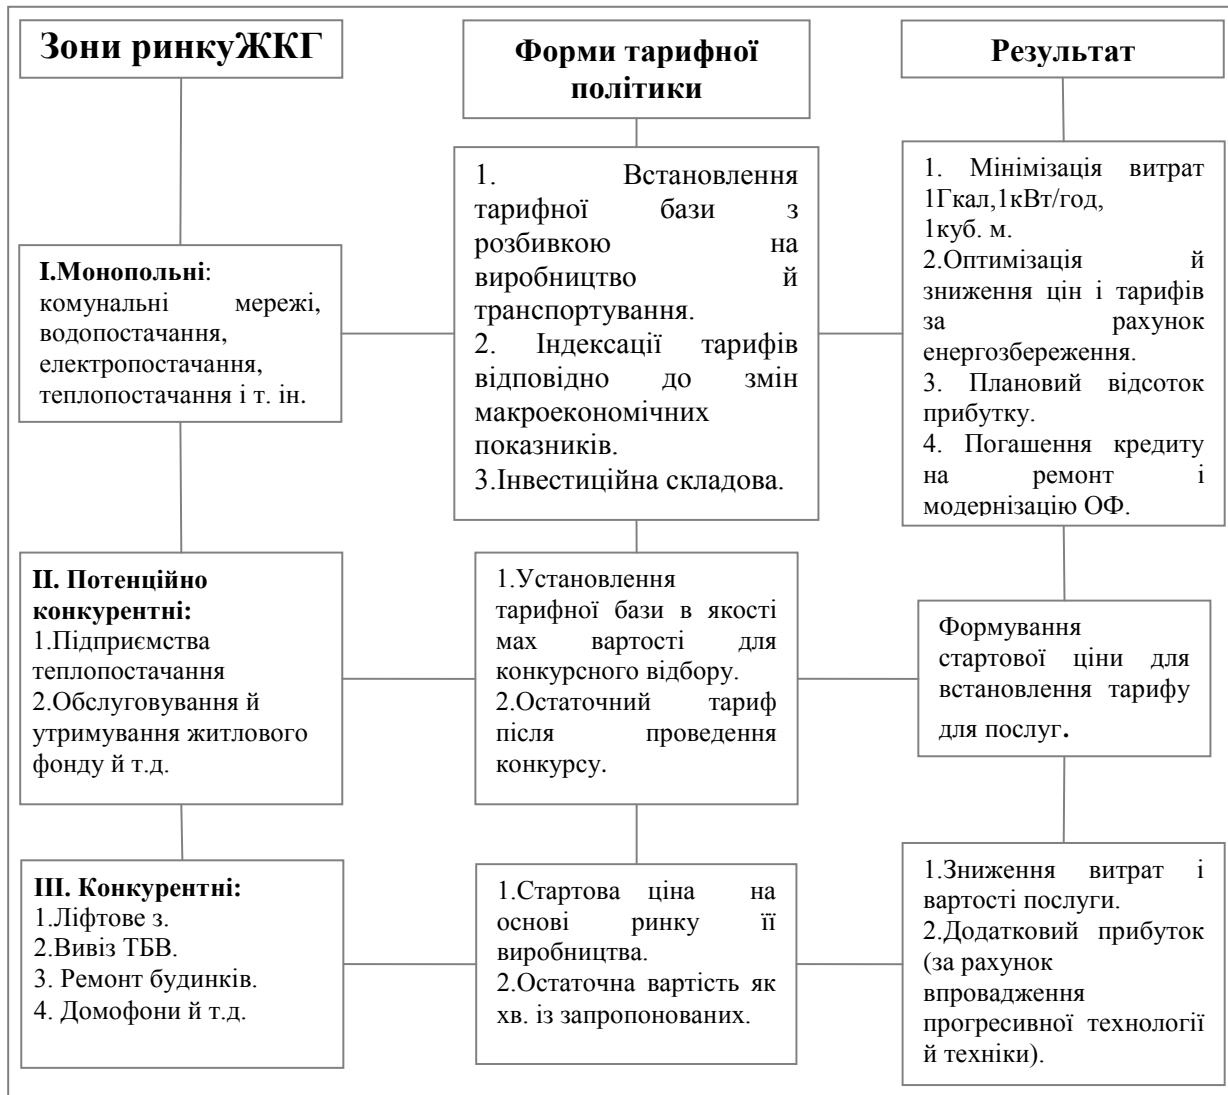 Зони ринкуЖКГ
Форми тарифної
політики
Результат
І.Монопольні:
комунальні мережі,
водопостачання,
електропостачання,
теплопостачання і т. ін.
1. Встановлення
тарифної бази з
розбивкою на
виробництво й
транспортування.
2. Індексації тарифів
відповідно до змін
макроекономічних
показників.
3.Інвестиційна складова.
1. Мінімізація витрат
1Гкал,1кВт/год,
1куб. м.
2.Оптимізація й
зниження цін і тарифів
за рахунок
енергозбереження.
3. Плановий відсоток
прибутку.
4. Погашення кредиту
на ремонт і
модернізацію ОФ.
ІІ. Потенційно
конкурентні:
1.Підприємства
теплопостачання
2.Обслуговування й
утримування житлового
фонду й т.д.
1.Установлення
тарифної бази в якості
мах вартості для
конкурсного відбору.
2.Остаточний тариф
після проведення
конкурсу.
Формування
стартової ціни для
встановлення тарифу
для послуг.
ІІІ. Конкурентні:
1.Ліфтове з.
2.Вивіз ТБВ.
3. Ремонт будинків.
4. Домофони й т.д.
1.Стартова ціна на
основі ринку її
виробництва.
2.Остаточна вартість як
хв. із запропонованих.
1.Зниження витрат і
вартості послуги.
2.Додатковий прибуток
(за рахунок
впровадження
прогресивної технології
й техніки).